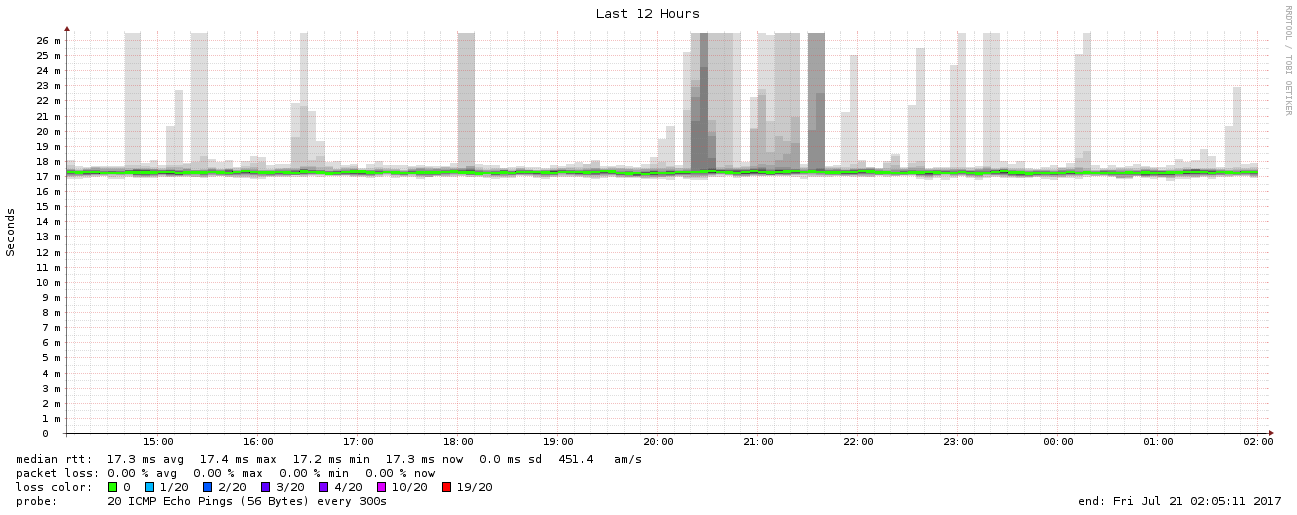 Last 12 Hours
RRDTOOL / TOBI OETIKER
Seconds
26 m
25 m
24 m
23 m
22 m
21 m
20 m
19 m
18 m
17 m
16 m
15 m
14 m
13 m
12 m
11 m
10 m
9 m
8 m
7 m
6 m
5 m
4 m
3 m
2 m
1 m
0
15:00 16:00 17:00 18:00 19:00 20:00 21:00 22:00 23:00 00:00 01:00 02:00
median rtt: 17.3 ms avg 17.4 ms max 17.2 ms min 17.3 ms now 0.0 ms sd 451.4 am/s
packet loss: 0.00 % avg 0.00 % max 0.00 % min 0.00 % now
loss color: 0 1/20 2/20 3/20 4/20 10/20 19/20
probe: 20 ICMP Echo Pings (56 Bytes) every 300s end: Fri Jul 21 02:05:11 2017